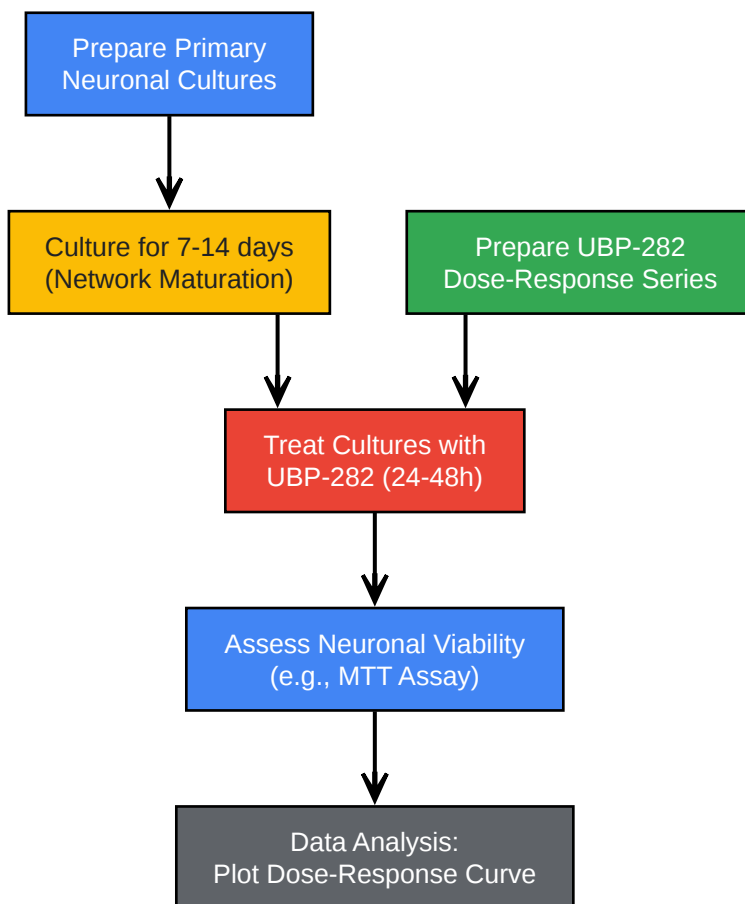 Prepare Primary
Neuronal Cultures
Culture for 7-14 days
(Network Maturation)
Prepare UBP-282
Dose-Response Series
Treat Cultures with
UBP-282 (24-48h)
Assess Neuronal Viability
(e.g., MTT Assay)
Data Analysis:
Plot Dose-Response Curve